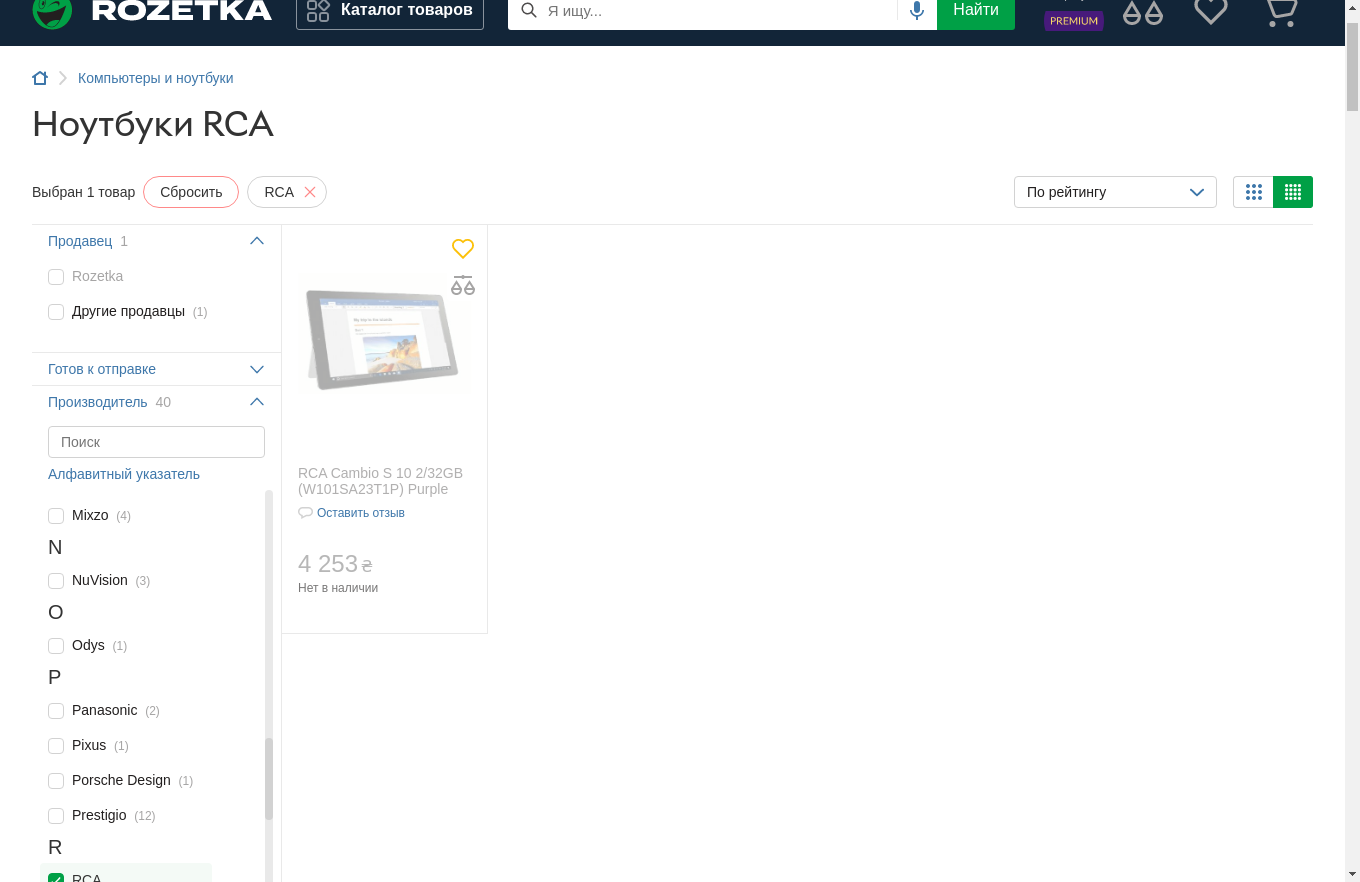 ROZETKA
Каталог товаров
Я ищу...
Найти
PREMIUM
Компьютеры и ноутбуки
Ноутбуки RCA
Выбран 1 товар
Сбросить
RCA
По рейтингу
Продавец 1
Rozetka
Другие продавцы (1)
Готов к отправке
Производитель 40
Поиск
Алфавитный указатель
Mixzo (4)
N
NuVision (3)
O
Odys (1)
P
Panasonic (2)
Pixus (1)
Porsche Design (1)
Prestigio (12)
R
RCA
RCA Cambio S 10 2/32GB
(W101SA23T1P) Purple
Оставить отзыв
4 253 ₴
Нет в наличии